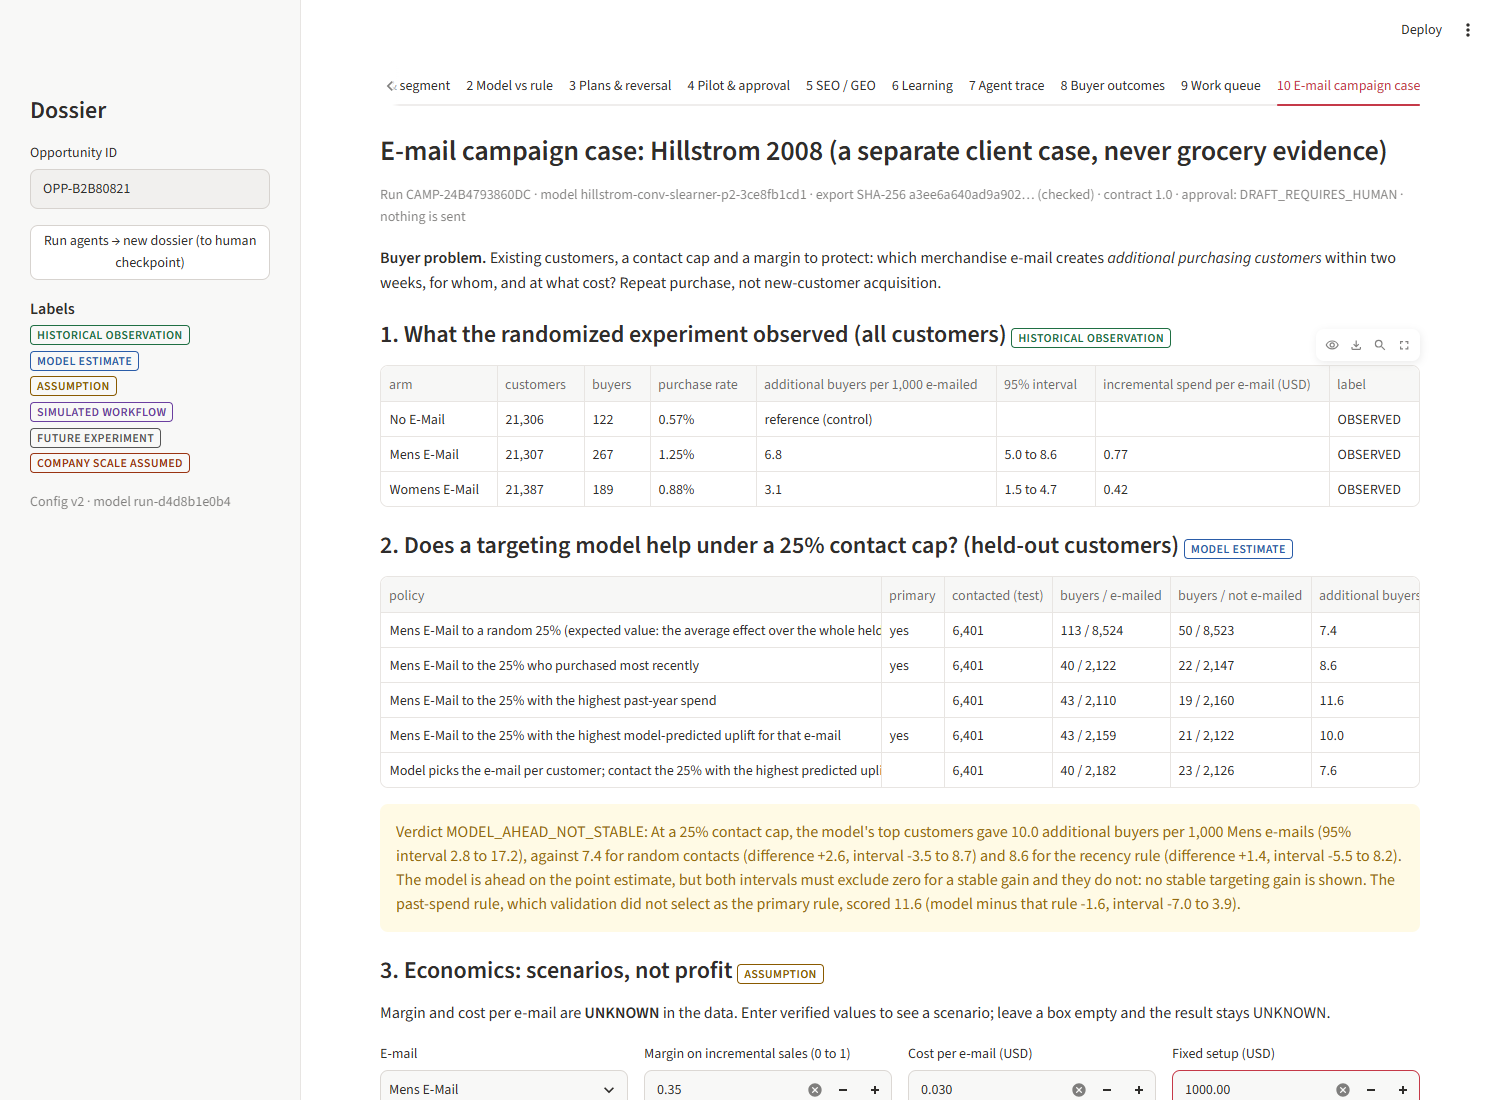 Deploy
Dossier
Opportunity ID
OPP-B2B80821
Run agents → new dossier (to human
checkpoint)
Labels
HISTORICAL OBSERVATION
MODEL ESTIMATE
ASSUMPTION
SIMULATED WORKFLOW
FUTURE EXPERIMENT
COMPANY SCALE ASSUMED
Config v2 · model run-d4d8b1e0b4
segment 2 Model vs rule 3 Plans & reversal 4 Pilot & approval 5 SEO / GEO 6 Learning 7 Agent trace 8 Buyer outcomes 9 Work queue 10 E-mail campaign case
E-mail campaign case: Hillstrom 2008 (a separate client case, never grocery evidence)
Run CAMP-24B4793860DC · model hillstrom-conv-slearner-p2-3ce8fb1cd1 · export SHA-256 a3ee6a640ad9a902… (checked) · contract 1.0 · approval: DRAFT_REQUIRES_HUMAN ·
nothing is sent
Buyer problem. Existing customers, a contact cap and a margin to protect: which merchandise e-mail creates additional purchasing customers within two
weeks, for whom, and at what cost? Repeat purchase, not new-customer acquisition.
1. What the randomized experiment observed (all customers) HISTORICAL OBSERVATION
arm customers buyers purchase rate additional buyers per 1,000 e-mailed 95% interval incremental spend per e-mail (USD) label
No E-Mail 21,306 122 0.57% reference (control) OBSERVED
Mens E-Mail 21,307 267 1.25% 6.8 5.0 to 8.6 0.77 OBSERVED
Womens E-Mail 21,387 189 0.88% 3.1 1.5 to 4.7 0.42 OBSERVED
2. Does a targeting model help under a 25% contact cap? (held-out customers) MODEL ESTIMATE
policy primary contacted (test) buyers / e-mailed buyers / not e-mailed additional buyers
Mens E-Mail to a random 25% (expected value: the average effect over the whole held yes 6,401 113 / 8,524 50 / 8,523 7.4
Mens E-Mail to the 25% who purchased most recently yes 6,401 40 / 2,122 22 / 2,147 8.6
Mens E-Mail to the 25% with the highest past-year spend 6,401 43 / 2,110 19 / 2,160 11.6
Mens E-Mail to the 25% with the highest model-predicted uplift for that e-mail yes 6,401 43 / 2,159 21 / 2,122 10.0
Model picks the e-mail per customer; contact the 25% with the highest predicted upli 6,401 40 / 2,182 23 / 2,126 7.6
Verdict MODEL_AHEAD_NOT_STABLE: At a 25% contact cap, the model's top customers gave 10.0 additional buyers per 1,000 Mens e-mails (95%
interval 2.8 to 17.2), against 7.4 for random contacts (difference +2.6, interval -3.5 to 8.7) and 8.6 for the recency rule (difference +1.4, interval -5.5 to 8.2).
The model is ahead on the point estimate, but both intervals must exclude zero for a stable gain and they do not: no stable targeting gain is shown. The
past-spend rule, which validation did not select as the primary rule, scored 11.6 (model minus that rule -1.6, interval -7.0 to 3.9).
3. Economics: scenarios, not profit ASSUMPTION
Margin and cost per e-mail are UNKNOWN in the data. Enter verified values to see a scenario; leave a box empty and the result stays UNKNOWN.
E-mail Margin on incremental sales (0 to 1) Cost per e-mail (USD) Fixed setup (USD)
Mens E-Mail 0.35 0.030 1000.00